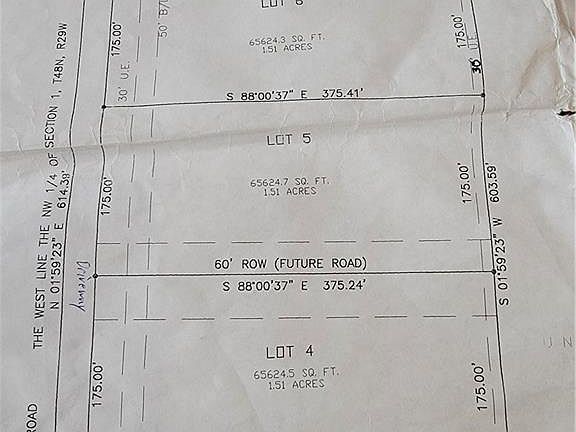 LOT 6
65624.3 SQ. FT.
1.51 ACRES
175.00'
30' U.E.
50' B/L
175.00'
30' U.E.
S 88°00'37" E 375.41'
LOT 5
65624.7 SQ. FT.
1.51 ACRES
175.00'
175.00'
THE WEST LINE THE NW 1/4 OF SECTION 1, T48N, R29W
N 01°59'23" E 614.39'
Driveway
60' ROW (FUTURE ROAD)
S 88°00'37" E 375.24'
S 01°59'23" W 603.59'
LOT 4
65624.5 SQ. FT.
1.51 ACRES
175.00'
175.00'
ROAD
UN